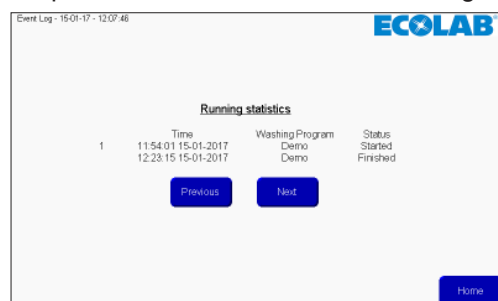 Event Log - 15-01-17 - 12:07:46
ECOLAB
Running statistics
Time Washing Program Status
1 11:54:01 15-01-2017 Demo Started
12:23:15 15-01-2017 Demo Finished
Previous Next
Home